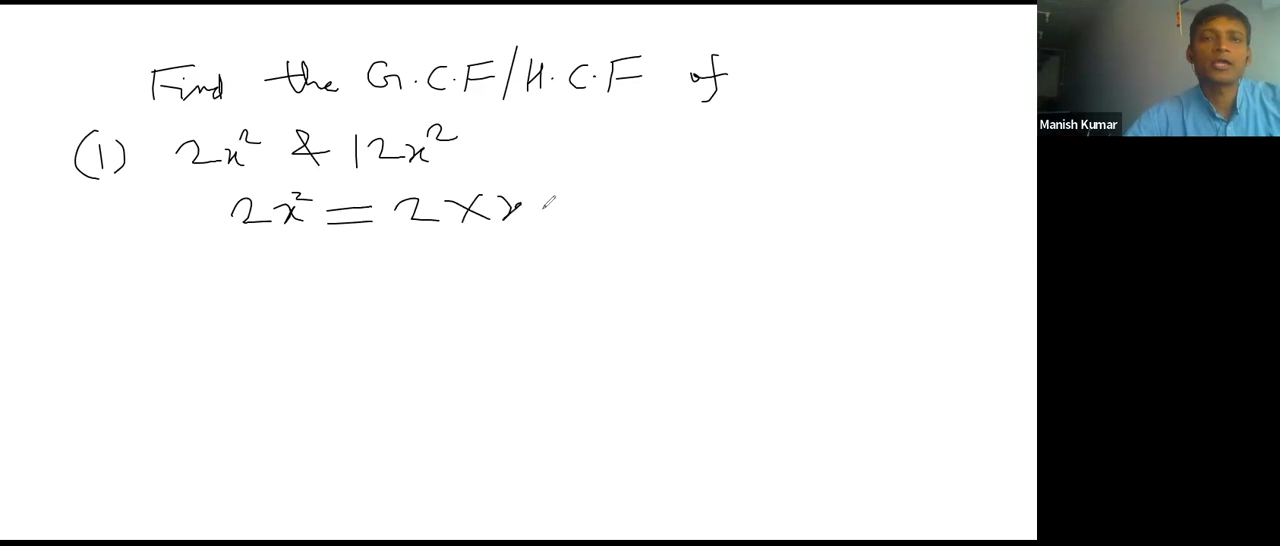 Find the G.C.F/H.C.F of
(1) 2x² & 12x²
2x² = 2 × x
Manish Kumar